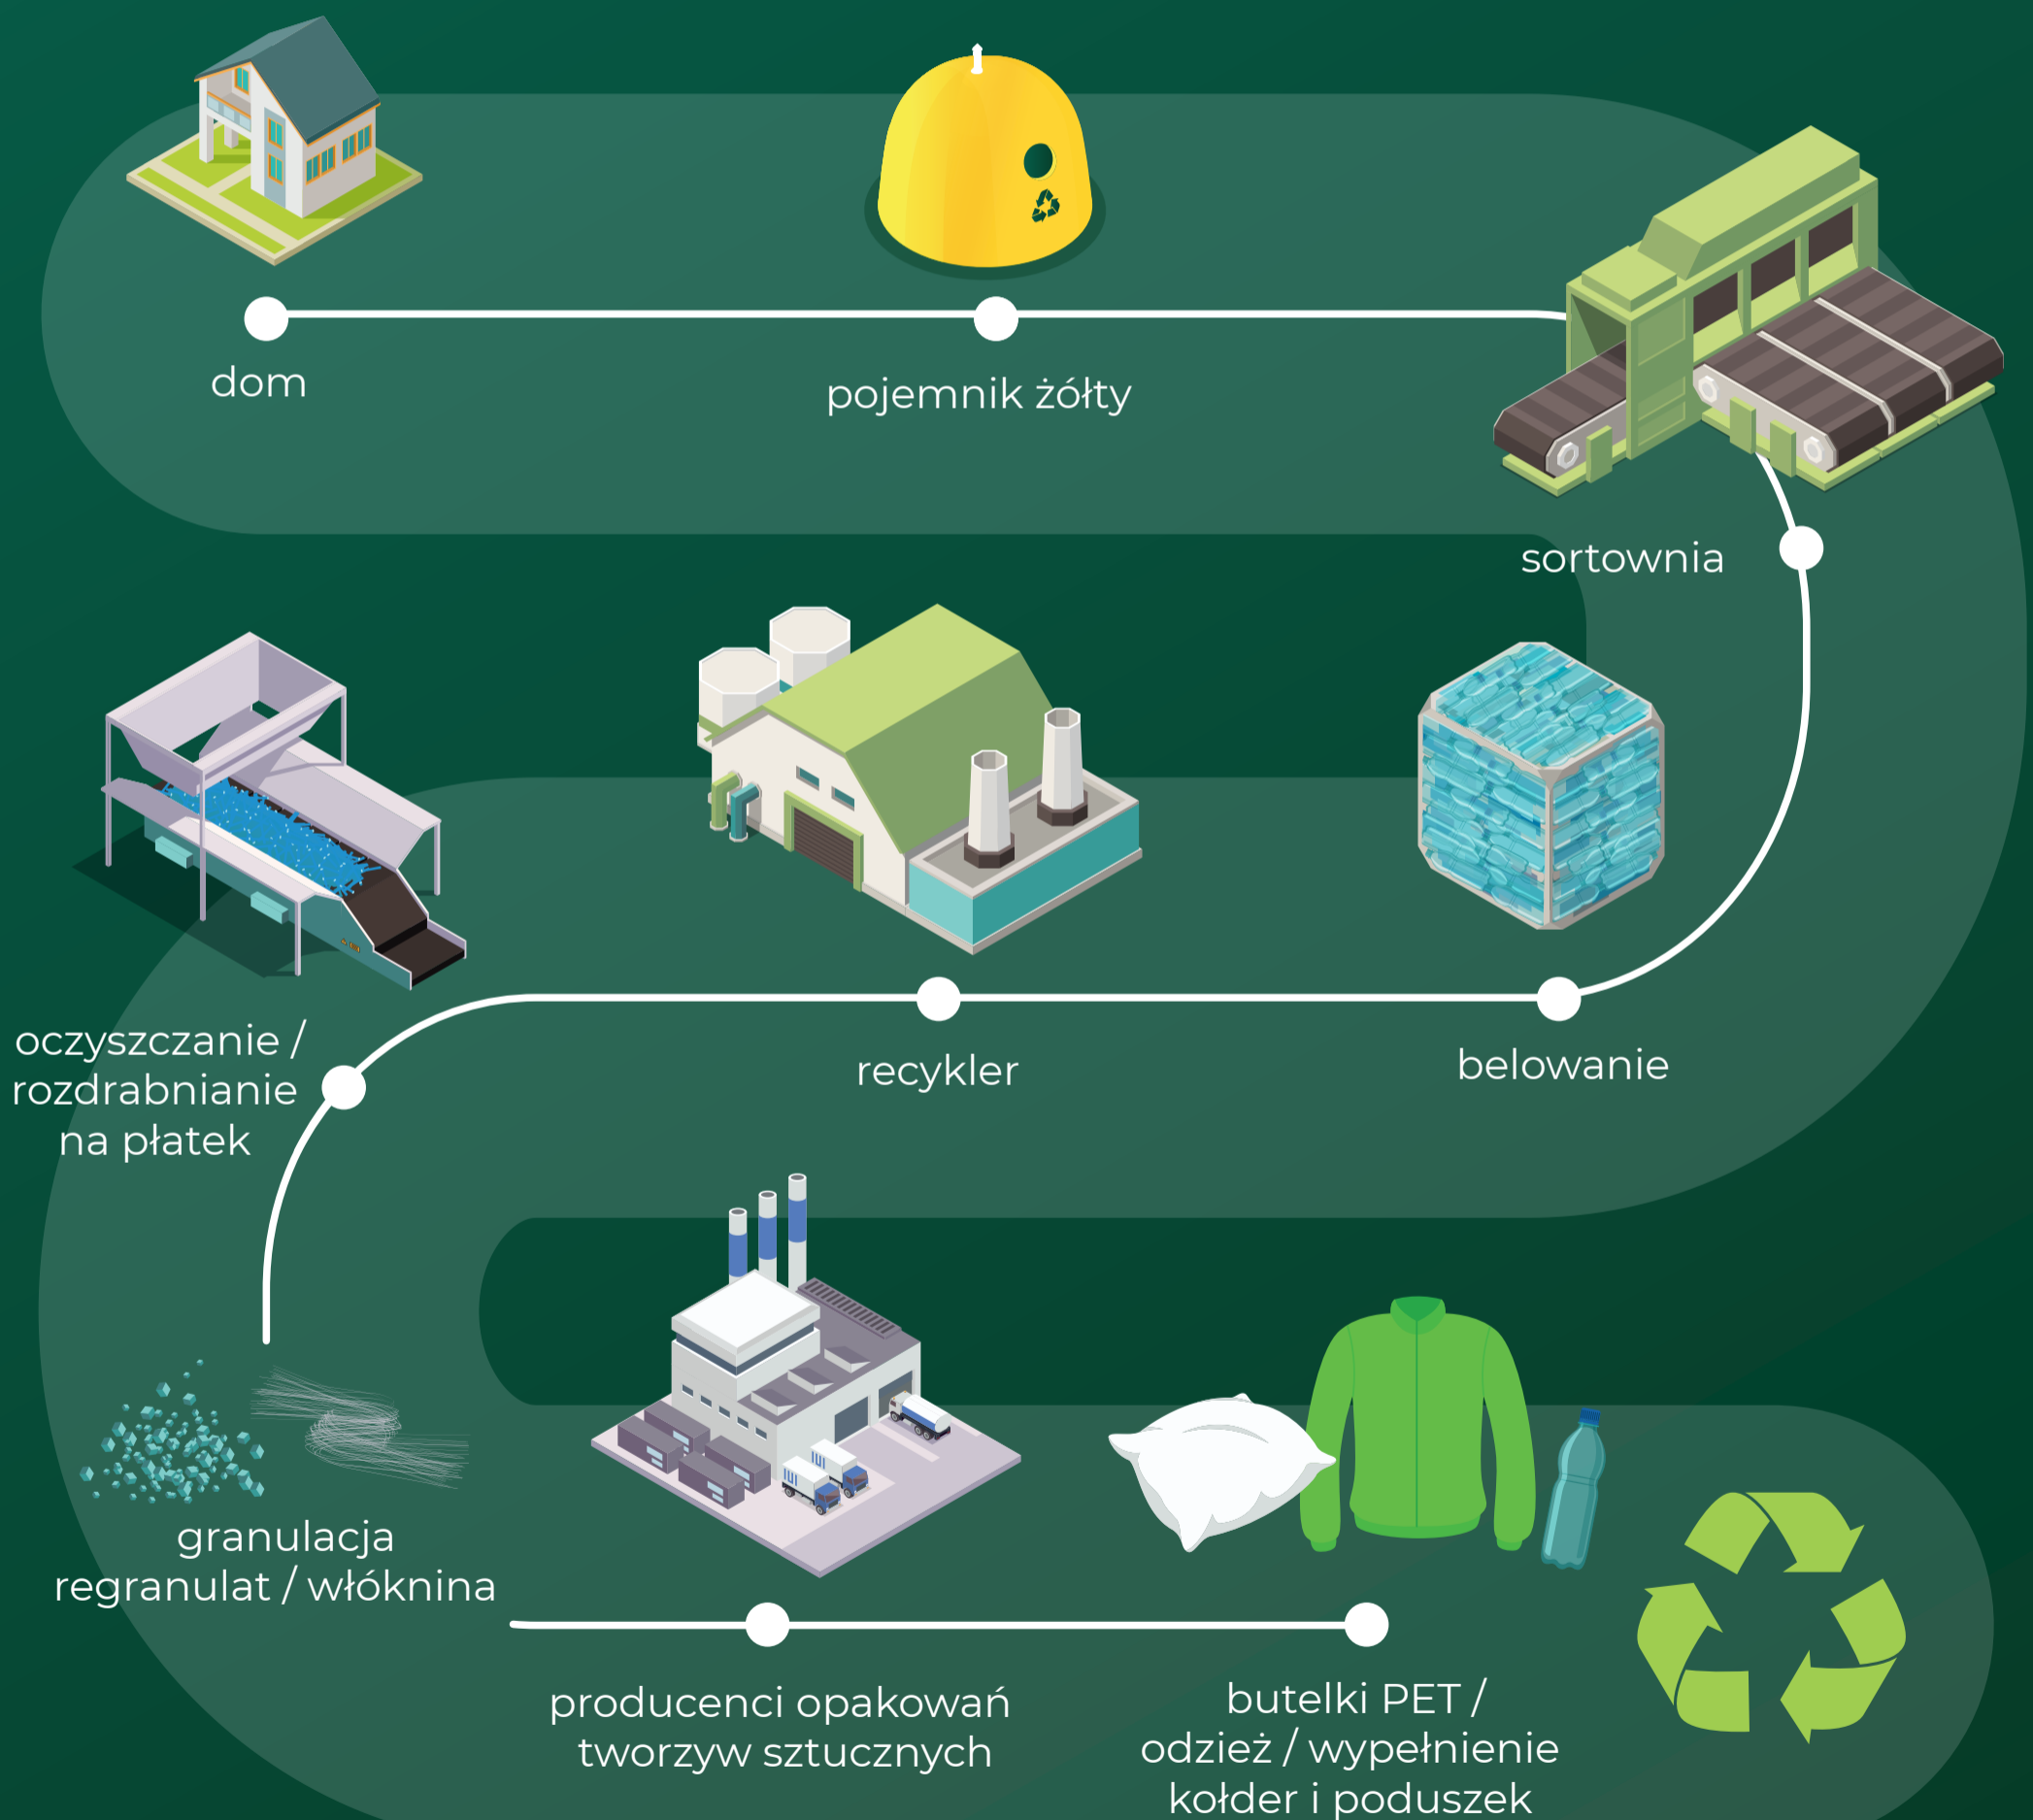 dom
pojemnik żółty
sortownia
belowanie
recykler
oczyszczanie /
rozdrabnianie
na płatek
granulacja
regranulat / włóknina
producenci opakowań
tworzyw sztucznych
butelki PET /
odzież / wypełnienie
kołder i poduszek